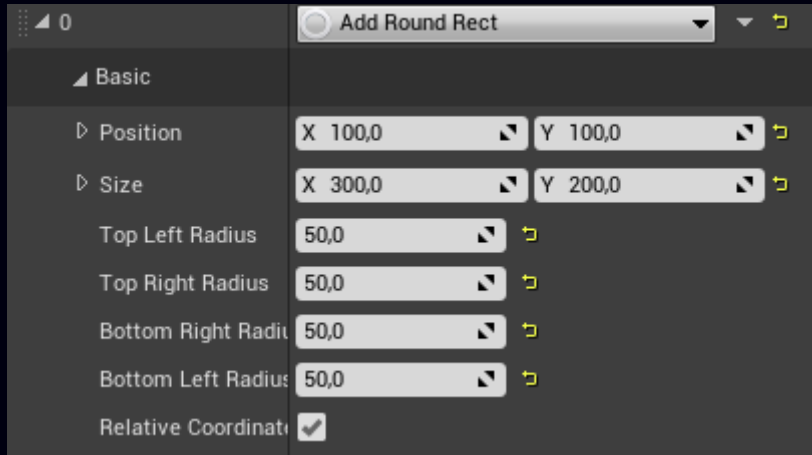 0 Add Round Rect
Basic
Position X 100,0 Y 100,0
Size X 300,0 Y 200,0
Top Left Radius 50,0
Top Right Radius 50,0
Bottom Right Radiu 50,0
Bottom Left Radius 50,0
Relative Coordinat